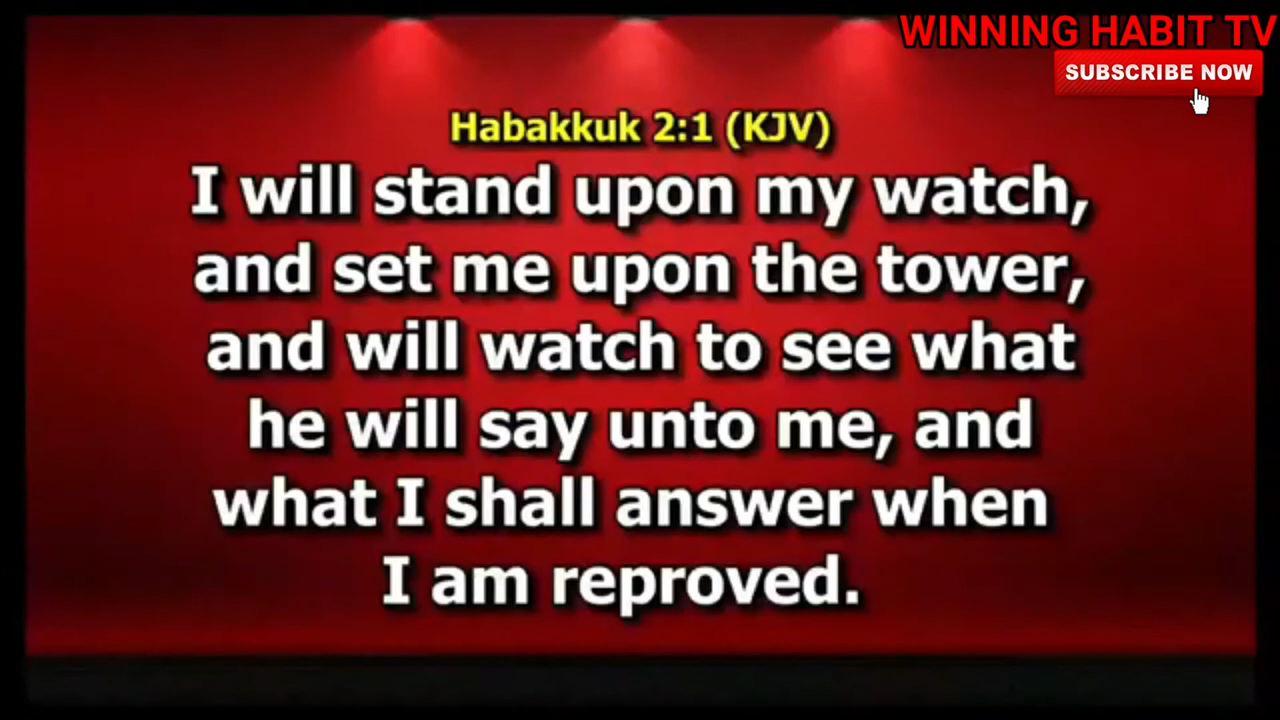 WINNING HABIT TV
SUBSCRIBE NOW
Habakkuk 2:1 (KJV)
I will stand upon my watch,
and set me upon the tower,
and will watch to see what
he will say unto me, and
what I shall answer when
I am reproved.